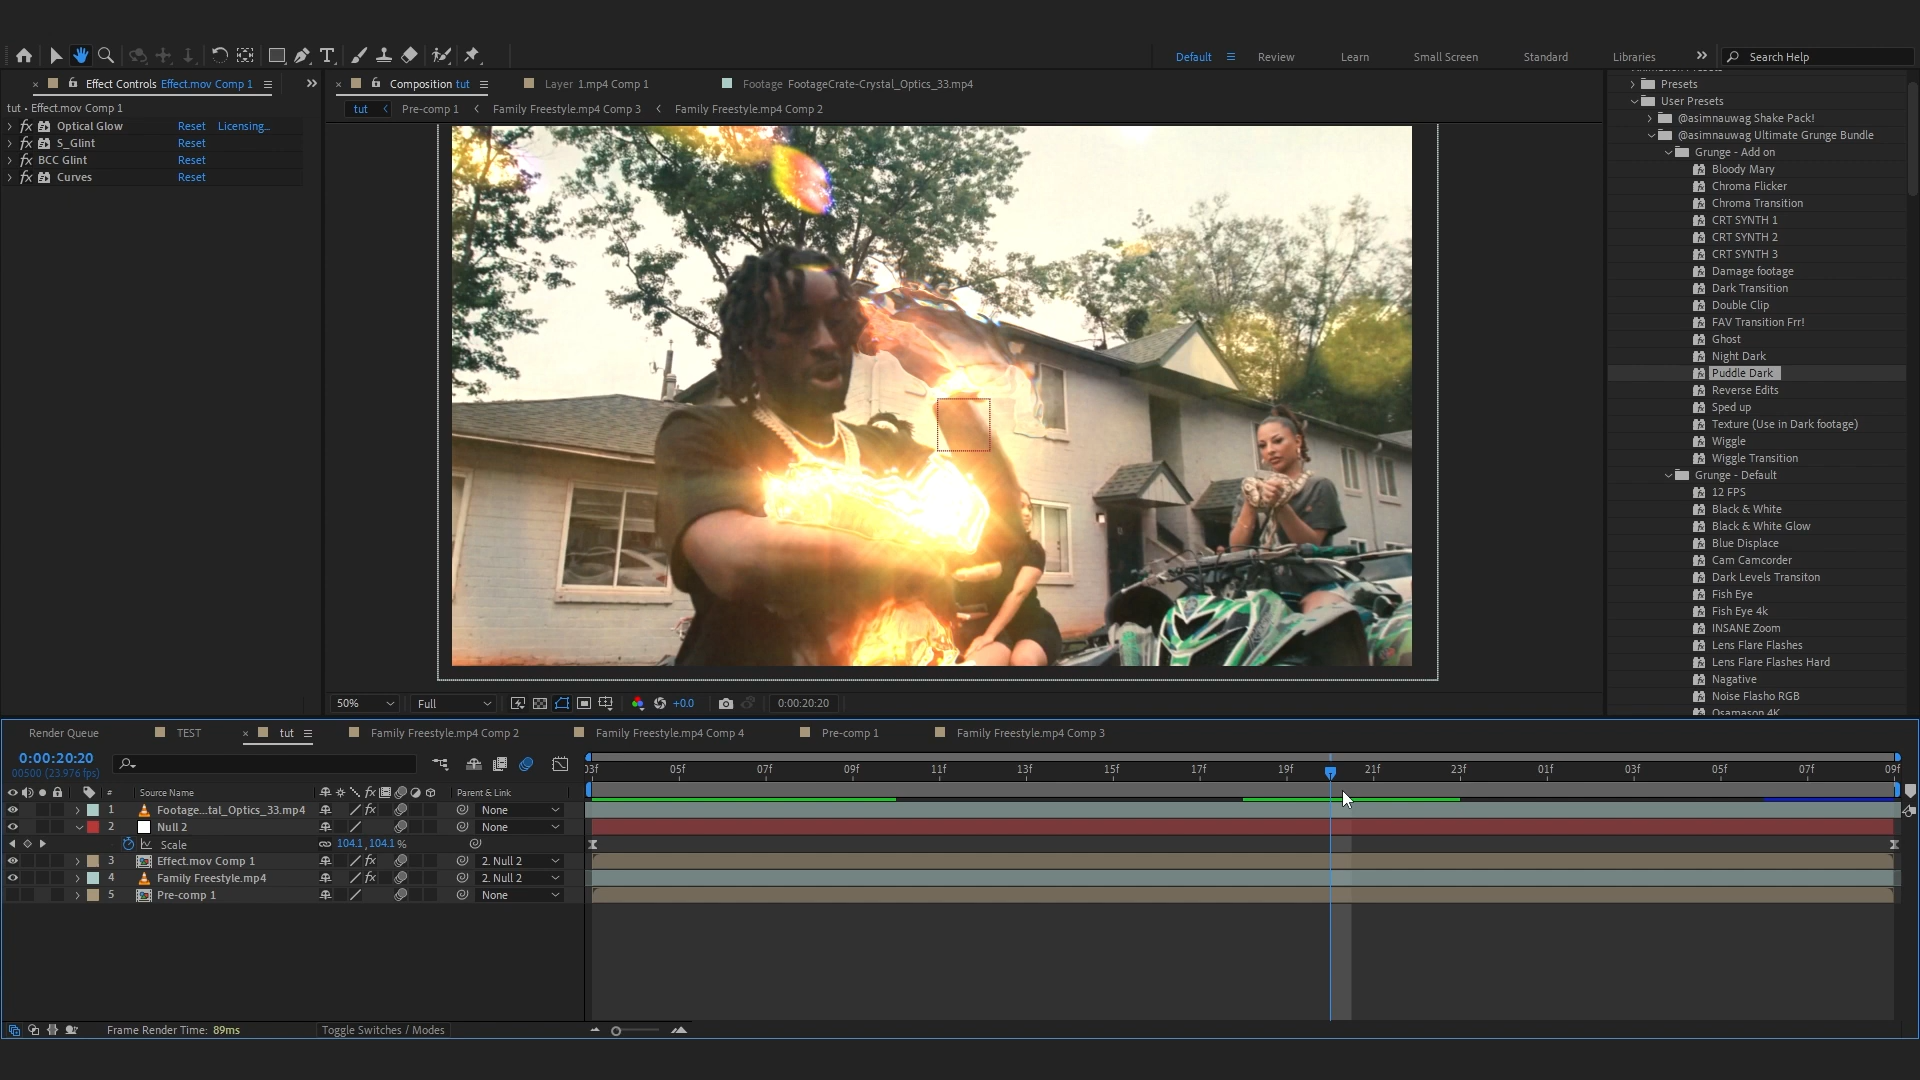 Default
Review
Learn
Small Screen
Standard
Libraries
Search Help
Effect Controls Effect.mov Comp 1
Composition tut
Layer 1.mp4 Comp 1
Footage FootageCrate-Crystal_Optics_33.mp4
tut • Effect.mov Comp 1
fx Optical Glow Reset Licensing...
fx S_Glint Reset
fx BCC Glint Reset
fx Curves Reset
tut
Pre-comp 1
Family Freestyle.mp4 Comp 3
Family Freestyle.mp4 Comp 2
Presets
User Presets
@asimnauwag Shake Pack!
@asimnauwag Ultimate Grunge Bundle
Grunge - Add on
Bloody Mary
Chroma Flicker
Chroma Transition
CRT SYNTH 1
CRT SYNTH 2
CRT SYNTH 3
Damage footage
Dark Transition
Double Clip
FAV Transition Frr!
Ghost
Night Dark
Puddle Dark
Reverse Edits
Sped up
Texture (Use in Dark footage)
Wiggle
Wiggle Transition
Grunge - Default
12 FPS
Black & White
Black & White Glow
Blue Displace
Cam Camcorder
Dark Levels Transiton
Fish Eye
Fish Eye 4k
INSANE Zoom
Lens Flare Flashes
Lens Flare Flashes Hard
Nagative
Noise Flasho RGB
Osamason 4K
50%
Full
+0.0
0:00:20:20
Render Queue
TEST
tut
Family Freestyle.mp4 Comp 2
Family Freestyle.mp4 Comp 4
Pre-comp 1
Family Freestyle.mp4 Comp 3
0:00:20:20
00500 (23.976 fps)
03f 05f 07f 09f 11f 13f 15f 17f 19f 21f 23f 01f 03f 05f 07f 09f
# Source Name fx Parent & Link
1 Footage...tal_Optics_33.mp4 fx None
2 Null 2 None
Scale 104.1, 104.1 %
3 Effect.mov Comp 1 fx 2. Null 2
4 Family Freestyle.mp4 fx 2. Null 2
5 Pre-comp 1 None
Frame Render Time: 89ms
Toggle Switches / Modes